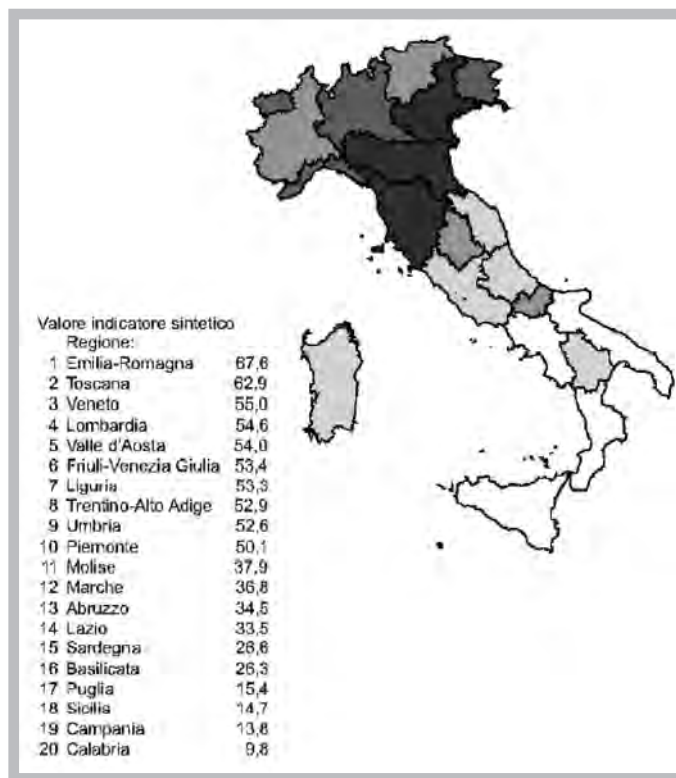 Valore indicatore sintetico
Regione:
1 Emilia-Romagna 67,6
2 Toscana 62,9
3 Veneto 55,0
4 Lombardia 54,6
5 Valle d'Aosta 54,0
6 Friuli-Venezia Giulia 53,4
7 Liguria 53,3
8 Trentino-Alto Adige 52,9
9 Umbria 52,6
10 Piemonte 50,1
11 Molise 37,9
12 Marche 36,8
13 Abruzzo 34,5
14 Lazio 33,5
15 Sardegna 26,6
16 Basilicata 26,3
17 Puglia 15,4
18 Sicilia 14,7
19 Campania 13,8
20 Calabria 9,8